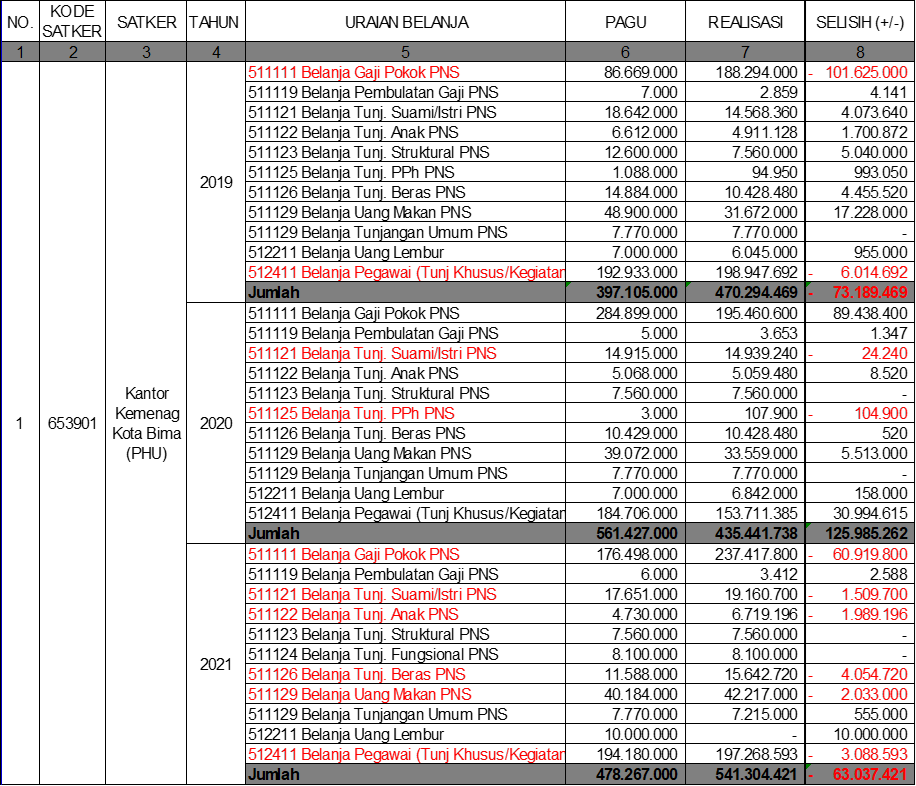 NO. KODE SATKER SATKER TAHUN URAIAN BELANJA PAGU REALISASI SELISIH (+/-)
1 2 3 4 5 6 7 8
1 653901 Kantor Kemenag Kota Bima (PHU)
2019
511111 Belanja Gaji Pokok PNS 86.669.000 188.294.000 - 101.625.000
511119 Belanja Pembulatan Gaji PNS 7.000 2.859 4.141
511121 Belanja Tunj. Suami/Istri PNS 18.642.000 14.568.360 4.073.640
511122 Belanja Tunj. Anak PNS 6.612.000 4.911.128 1.700.872
511123 Belanja Tunj. Struktural PNS 12.600.000 7.560.000 5.040.000
511125 Belanja Tunj. PPh PNS 1.088.000 94.950 993.050
511126 Belanja Tunj. Beras PNS 14.884.000 10.428.480 4.455.520
511129 Belanja Uang Makan PNS 48.900.000 31.672.000 17.228.000
511129 Belanja Tunjangan Umum PNS 7.770.000 7.770.000 -
512211 Belanja Uang Lembur 7.000.000 6.045.000 955.000
512411 Belanja Pegawai (Tunj Khusus/Kegiatan 192.933.000 198.947.692 - 6.014.692
Jumlah 397.105.000 470.294.469 - 73.189.469
2020
511111 Belanja Gaji Pokok PNS 284.899.000 195.460.600 89.438.400
511119 Belanja Pembulatan Gaji PNS 5.000 3.653 1.347
511121 Belanja Tunj. Suami/Istri PNS 14.915.000 14.939.240 - 24.240
511122 Belanja Tunj. Anak PNS 5.068.000 5.059.480 8.520
511123 Belanja Tunj. Struktural PNS 7.560.000 7.560.000 -
511125 Belanja Tunj. PPh PNS 3.000 107.900 - 104.900
511126 Belanja Tunj. Beras PNS 10.429.000 10.428.480 520
511129 Belanja Uang Makan PNS 39.072.000 33.559.000 5.513.000
511129 Belanja Tunjangan Umum PNS 7.770.000 7.770.000 -
512211 Belanja Uang Lembur 7.000.000 6.842.000 158.000
512411 Belanja Pegawai (Tunj Khusus/Kegiatan 184.706.000 153.711.385 30.994.615
Jumlah 561.427.000 435.441.738 125.985.262
2021
511111 Belanja Gaji Pokok PNS 176.498.000 237.417.800 - 60.919.800
511119 Belanja Pembulatan Gaji PNS 6.000 3.412 2.588
511121 Belanja Tunj. Suami/Istri PNS 17.651.000 19.160.700 - 1.509.700
511122 Belanja Tunj. Anak PNS 4.730.000 6.719.196 - 1.989.196
511123 Belanja Tunj. Struktural PNS 7.560.000 7.560.000 -
511124 Belanja Tunj. Fungsional PNS 8.100.000 8.100.000 -
511126 Belanja Tunj. Beras PNS 11.588.000 15.642.720 - 4.054.720
511129 Belanja Uang Makan PNS 40.184.000 42.217.000 - 2.033.000
511129 Belanja Tunjangan Umum PNS 7.770.000 7.215.000 555.000
512211 Belanja Uang Lembur 10.000.000 - 10.000.000
512411 Belanja Pegawai (Tunj Khusus/Kegiatan 194.180.000 197.268.593 - 3.088.593
Jumlah 478.267.000 541.304.421 - 63.037.421